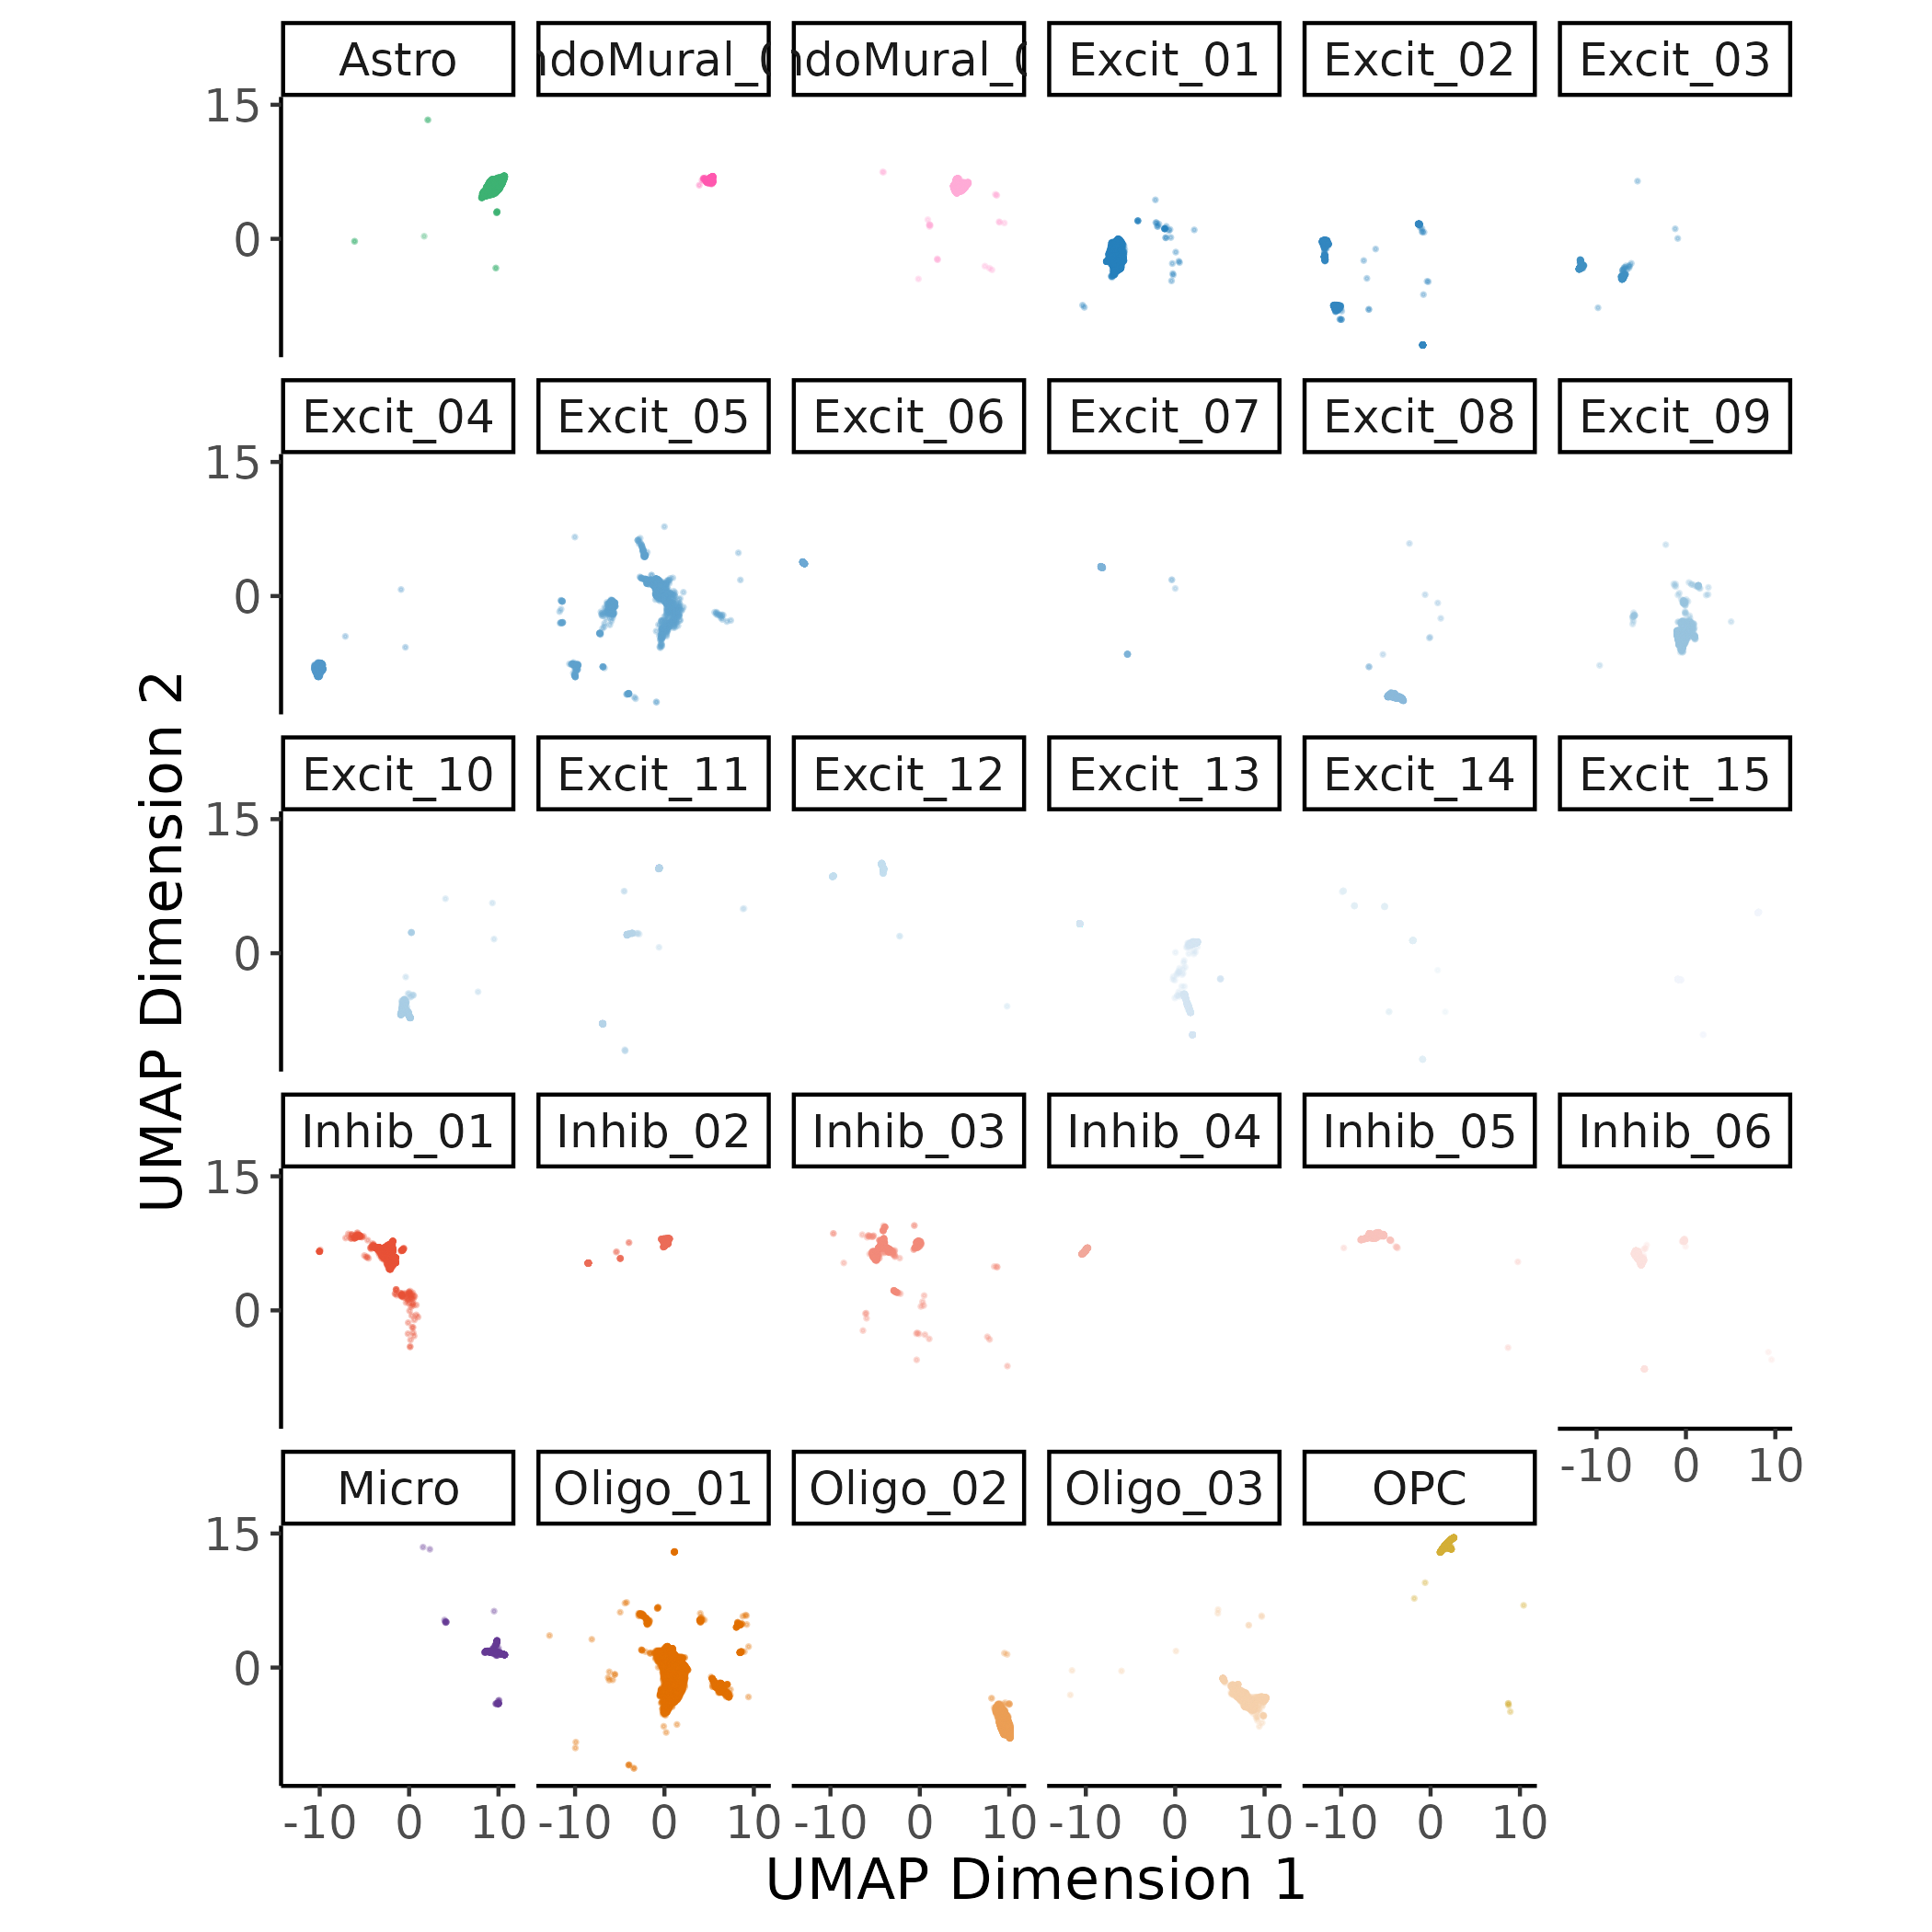 Astro ndoMural_ ndoMural_ Excit_01 Excit_02 Excit_03
15
0
Excit_04 Excit_05 Excit_06 Excit_07 Excit_08 Excit_09
15
0
Excit_10 Excit_11 Excit_12 Excit_13 Excit_14 Excit_15
15
0
Inhib_01 Inhib_02 Inhib_03 Inhib_04 Inhib_05 Inhib_06
15
0
-10 0 10
Micro Oligo_01 Oligo_02 Oligo_03 OPC
15
0
-10 0 10 -10 0 10 -10 0 10 -10 0 10 -10 0 10
UMAP Dimension 1
UMAP Dimension 2